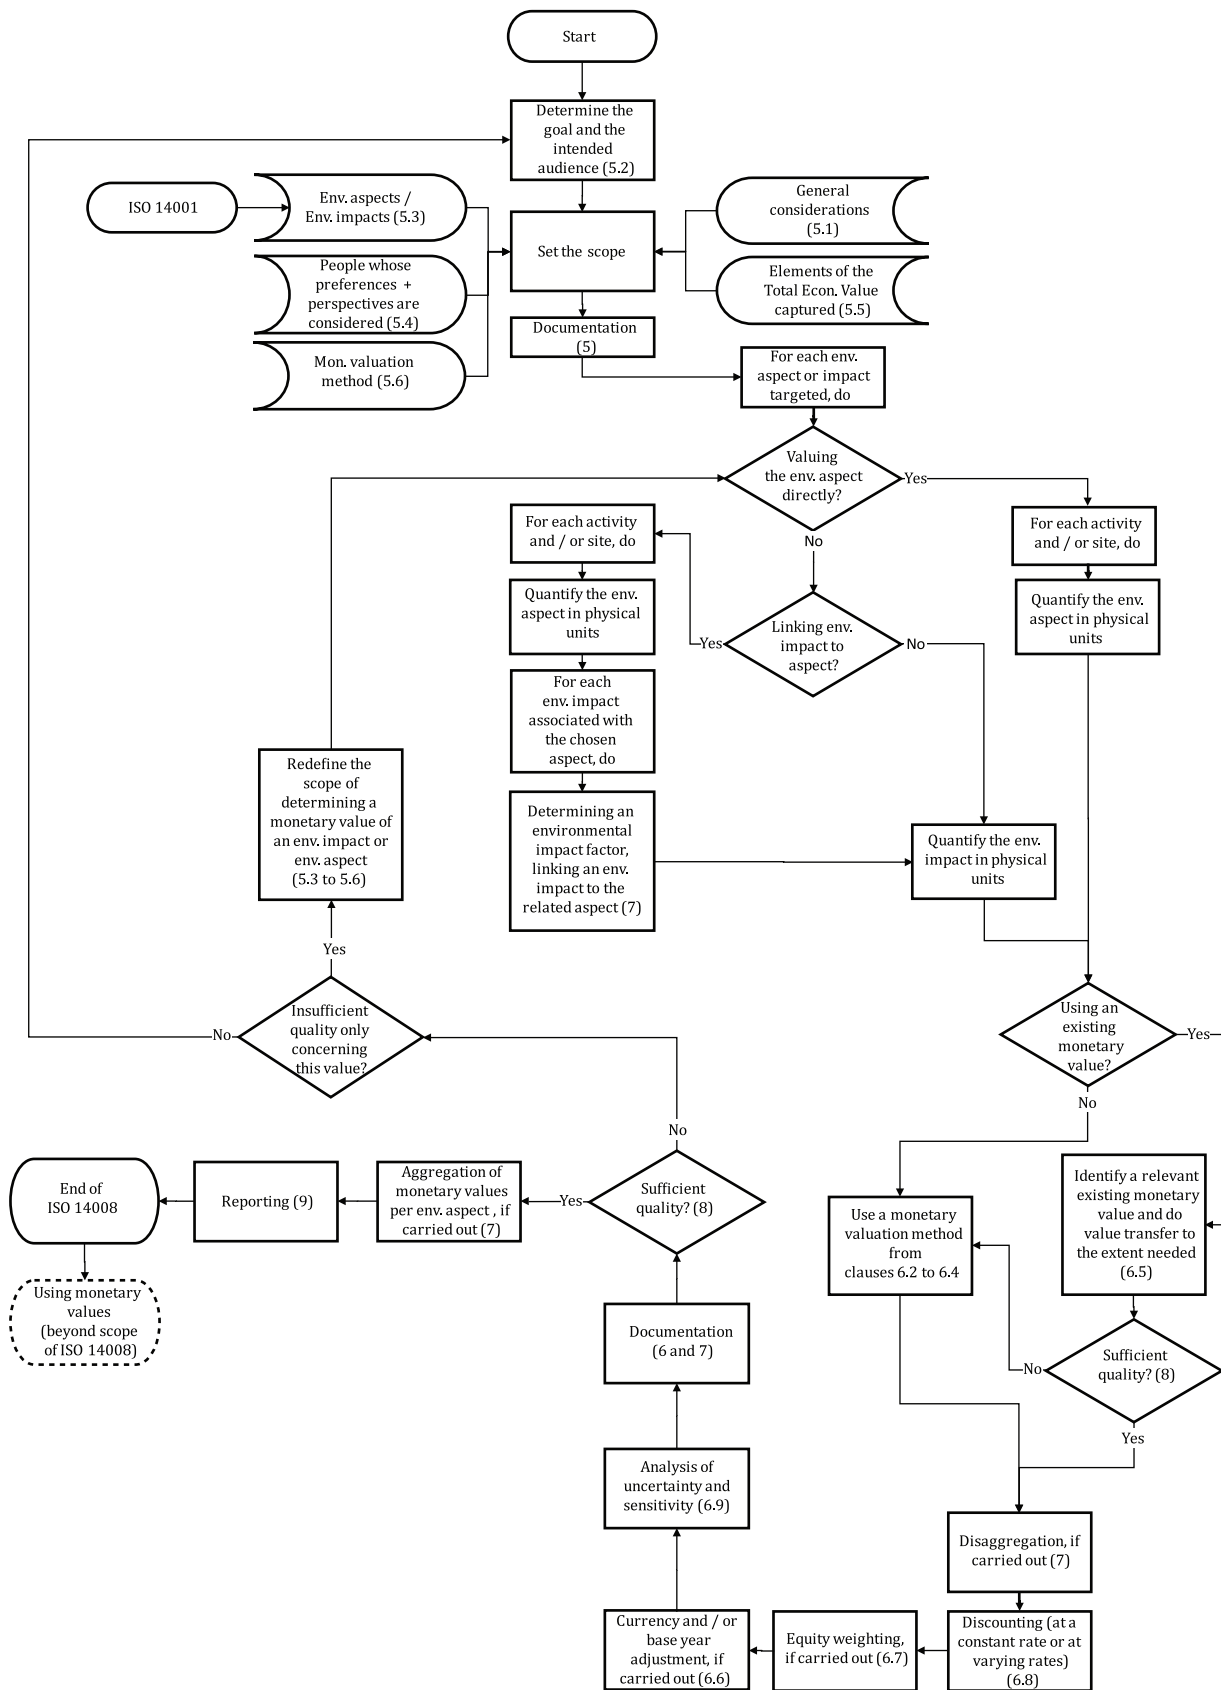 Start
Determine the
goal and the
intended
audience (5.2)
ISO 14001
Env. aspects /
Env. impacts (5.3)
General
considerations
(5.1)
Set the scope
People whose
preferences +
perspectives are
considered (5.4)
Elements of the
Total Econ. Value
captured (5.5)
Documentation
(5)
Mon. valuation
method (5.6)
For each env.
aspect or impact
targeted, do
Valuing
the env. aspect
directly?
Yes
No
For each activity
and / or site, do
For each activity
and / or site, do
Quantify the env.
aspect in physical
units
Quantify the env.
aspect in physical
units
Linking env.
impact to
aspect?
Yes
No
For each
env. impact
associated with
the chosen
aspect, do
Redefine the
scope of
determining a
monetary value of
an env. impact or
env. aspect
(5.3 to 5.6)
Determining an
environmental
impact factor,
linking an env.
impact to the
related aspect (7)
Quantify the env.
impact in physical
units
Yes
Insufficient
quality only
concerning
this value?
No
Using an
existing
monetary
value?
Yes
No
No
End of
ISO 14008
Reporting (9)
Aggregation of
monetary values
per env. aspect , if
carried out (7)
Yes
Sufficient
quality? (8)
Use a monetary
valuation method
from
clauses 6.2 to 6.4
Identify a relevant
existing monetary
value and do
value transfer to
the extent needed
(6.5)
Using monetary
values
(beyond scope
of ISO 14008)
Documentation
(6 and 7)
No
Sufficient
quality? (8)
Yes
Analysis of
uncertainty and
sensitivity (6.9)
Disaggregation, if
carried out (7)
Currency and / or
base year
adjustment, if
carried out (6.6)
Equity weighting,
if carried out (6.7)
Discounting (at a
constant rate or at
varying rates)
(6.8)